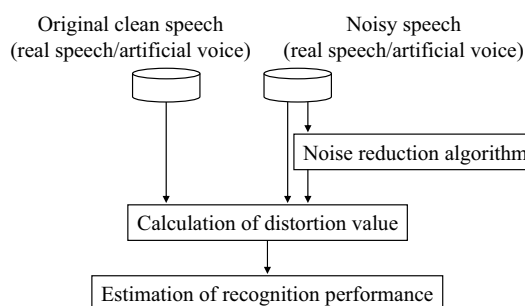 Original clean speech
(real speech/artificial voice)
Noisy speech
(real speech/artificial voice)
Noise reduction algorithm
Calculation of distortion value
Estimation of recognition performance